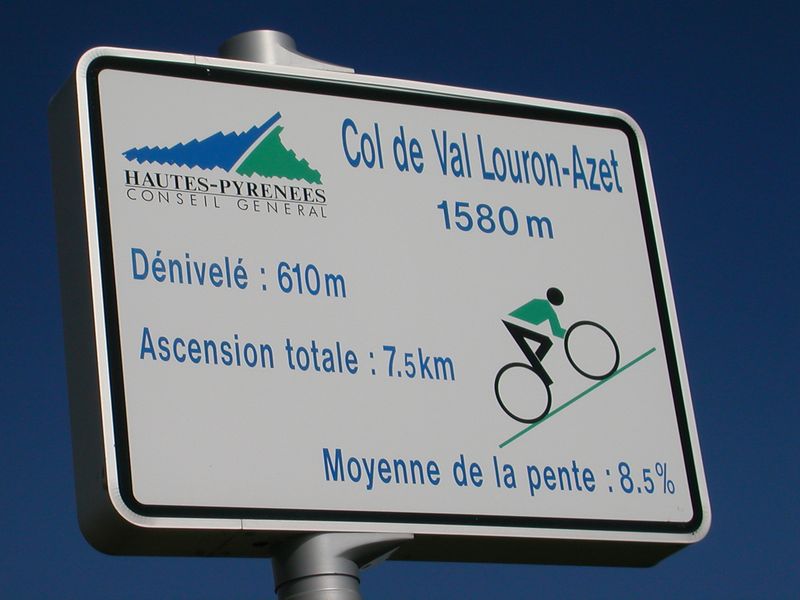 HAUTES-PYRENEES
CONSEIL GENERAL
Col de Val Louron-Azet
1580 m
Dénivelé : 610m
Ascension totale : 7.5km
Moyenne de la pente : 8.5%